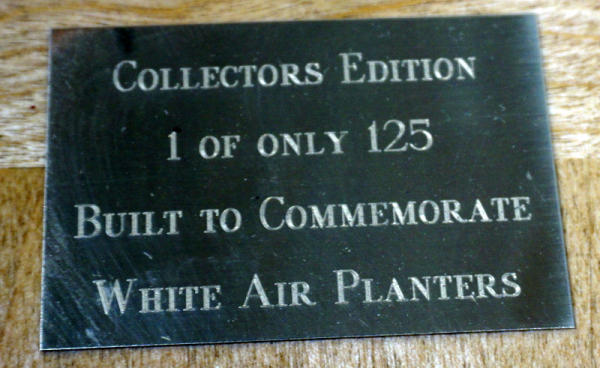 Collectors Edition
1 of only 125
Built to Commemorate
White Air Planters